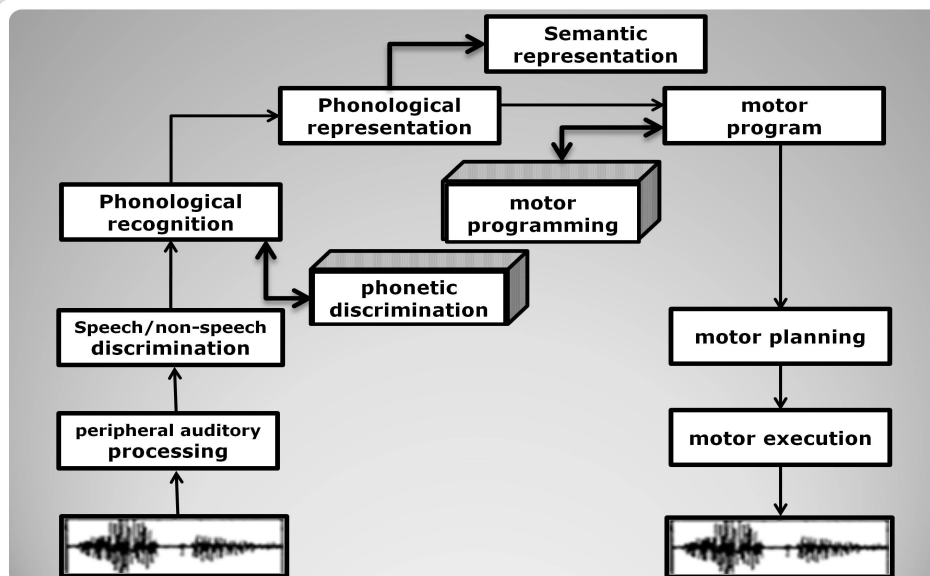 Semantic
representation
Phonological
representation
motor
program
Phonological
recognition
motor
programming
phonetic
discrimination
Speech/non-speech
discrimination
motor planning
peripheral auditory
processing
motor execution